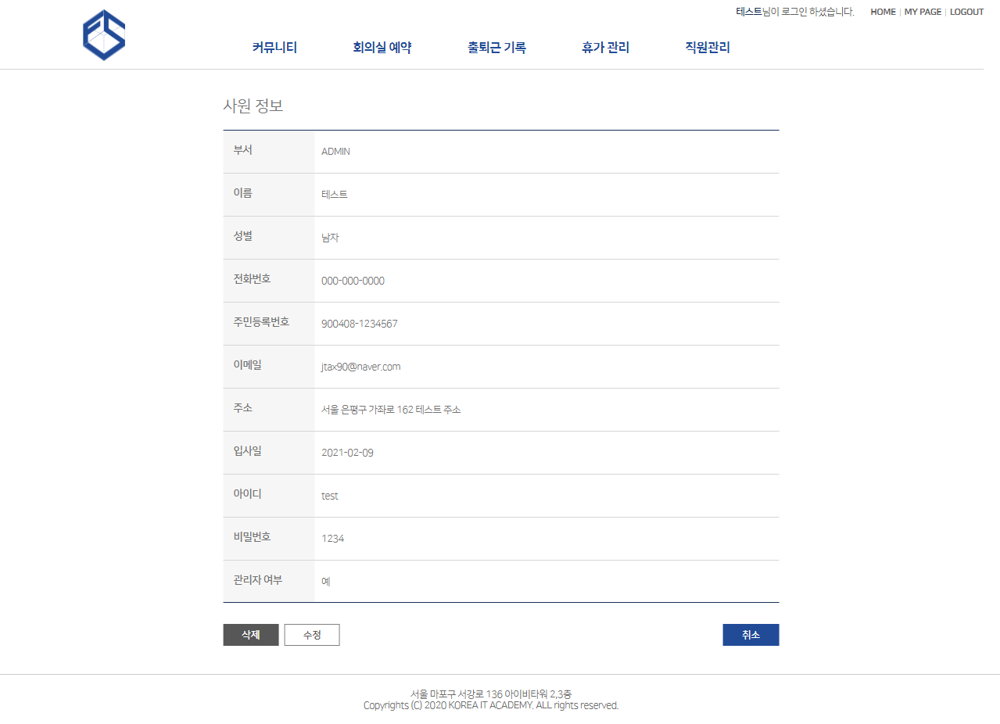 테스트님이 로그인 하셨습니다. HOME | MY PAGE | LOGOUT
커뮤니티 회의실 예약 출퇴근 기록 휴가 관리 직원관리
사원 정보
부서 ADMIN
이름 테스트
성별 남자
전화번호 000-000-0000
주민등록번호 900408-1234567
이메일 jtax90@naver.com
주소 서울 은평구 가좌로 162 테스트 주소
입사일 2021-02-09
아이디 test
비밀번호 1234
관리자 여부 예
삭제 수정 취소
서울 마포구 서강로 136 아이비타워 2,3층
Copyrights (C) 2020 KOREA IT ACADEMY. ALL rights reserved.